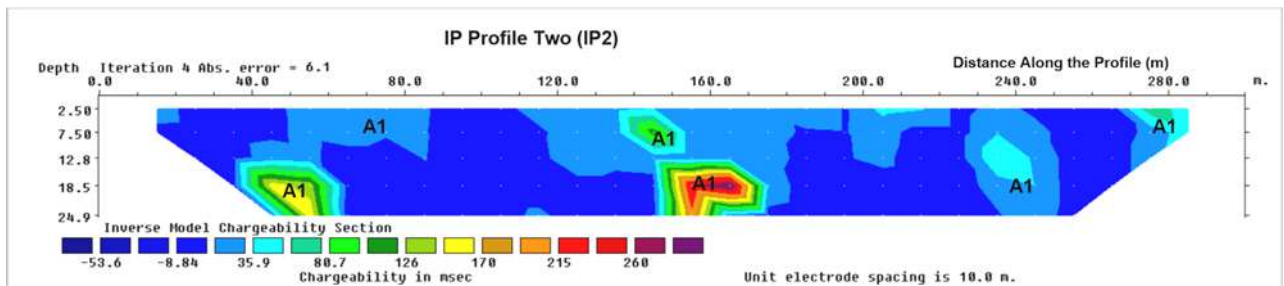 IP Profile Two (IP2)
Depth Iteration 4 Abs. error = 6.1
Distance Along the Profile (m)
0.0 40.0 80.0 120.0 160.0 200.0 240.0 280.0 m.
2.50
7.50
12.8
18.5
24.9
A1 A1 A1
A1 A1 A1
Inverse Model Chargeability Section
-53.6 -8.84 35.9 80.7 126 170 215 260
Chargeability in msec
Unit electrode spacing is 10.0 m.